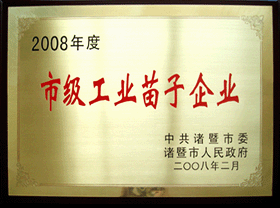 2008年度
市级工业苗子企业
中共诸暨市委
诸暨市人民政府
二〇〇八年二月